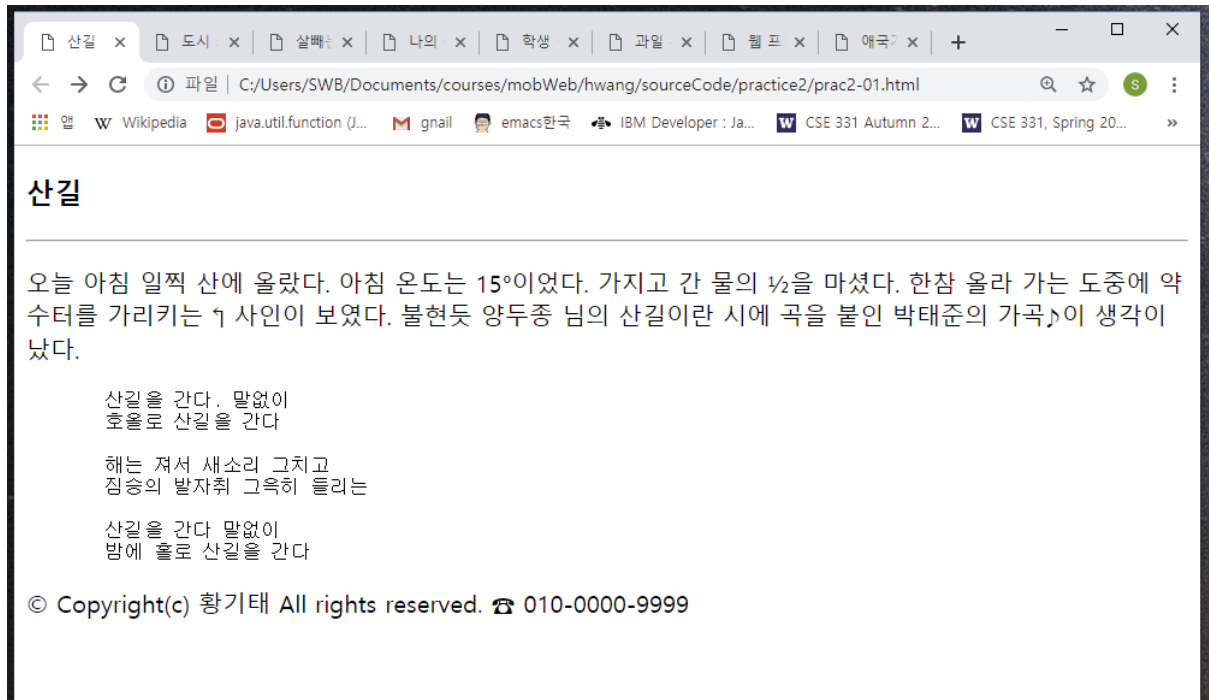 산길
도시
살빼는
나의
학생
과일
웹 프
애국가
파일 | C:/Users/SWB/Documents/courses/mobWeb/hwang/sourceCode/practice2/prac2-01.html
S
앱 W Wikipedia java.util.function (J... gnail emacs한국 IBM Developer : Ja... W CSE 331 Autumn 2... W CSE 331, Spring 20... »
산길
오늘 아침 일찍 산에 올랐다. 아침 온도는 15°이었다. 가지고 간 물의 ½을 마셨다. 한참 올라 가는 도중에 약
수터를 가리키는 ↰ 사인이 보였다. 불현듯 양두종 님의 산길이란 시에 곡을 붙인 박태준의 가곡♪이 생각이
났다.
산길을 간다. 말없이
호올로 산길을 간다
해는 져서 새소리 그치고
짐승의 발자취 그윽히 들리는
산길을 간다 말없이
밤에 홀로 산길을 간다
© Copyright(c) 황기태 All rights reserved. ☎ 010-0000-9999